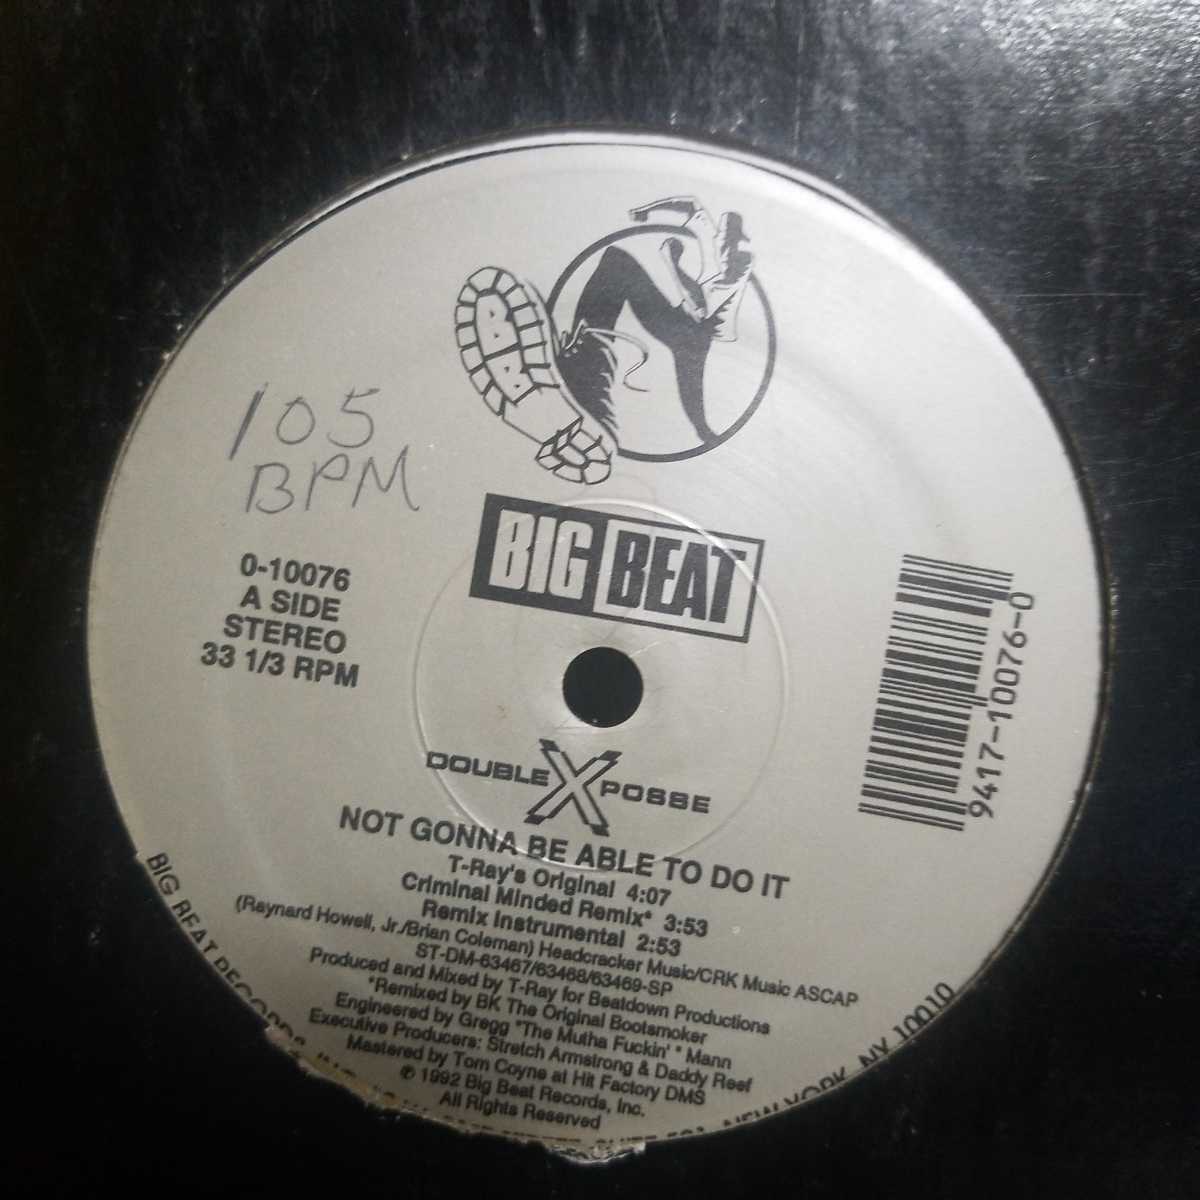 BB
105
BPM
BIG BEAT
0-10076
A SIDE
STEREO
33 1/3 RPM
9417-10076-0
DOUBLE X POSSE
NOT GONNA BE ABLE TO DO IT
T-Ray's Original 4:07
Criminal Minded Remix* 3:53
Remix Instrumental 2:53
(Raynard Howell, Jr./Brian Coleman) Headcracker Music/CRK Music ASCAP
ST-DM-63467/63468/63469-SP
Produced and Mixed by T-Ray for Beatdown Productions
*Remixed by BK The Original Bootsmoker
Engineered by Gregg "The Mutha Fuckin' " Mann
Executive Producers: Stretch Armstrong & Daddy Reef
Mastered by Tom Coyne at Hit Factory DMS
℗ 1992 Big Beat Records, Inc.
All Rights Reserved
BIG BEAT RECORDS, INC. NEW YORK, NY 10010